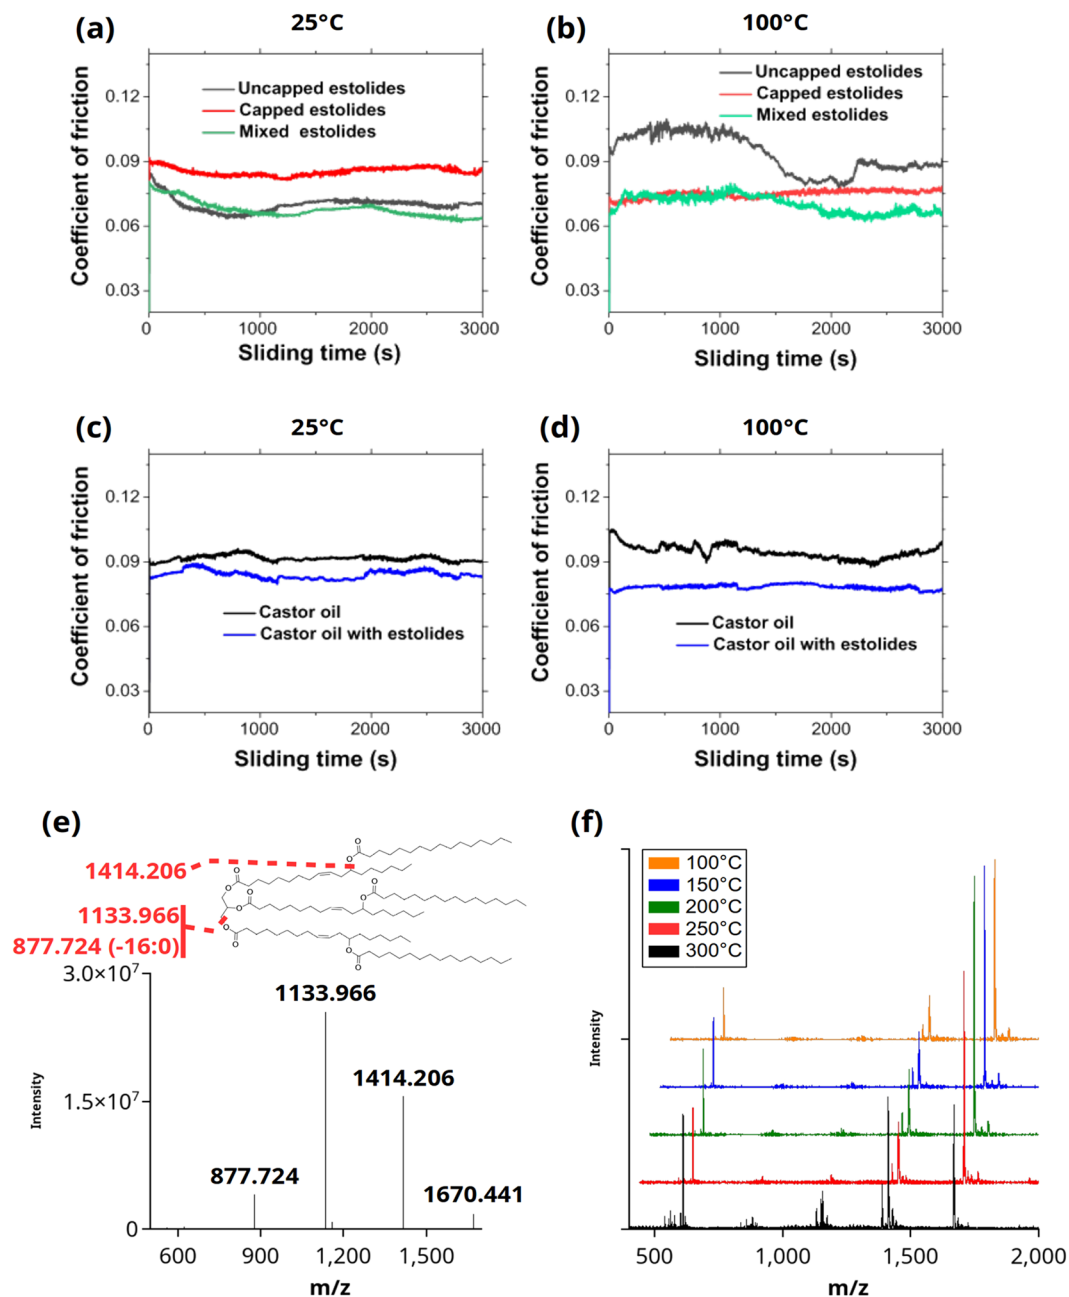 (a) 25°C
Coefficient of friction
0.12
0.09
0.06
0.03
Uncapped estolides
Capped estolides
Mixed estolides
0 1000 2000 3000
Sliding time (s)
(b) 100°C
Coefficient of friction
0.12
0.09
0.06
0.03
Uncapped estolides
Capped estolides
Mixed estolides
0 1000 2000 3000
Sliding time (s)
(c) 25°C
Coefficient of friction
0.12
0.09
0.06
0.03
Castor oil
Castor oil with estolides
0 1000 2000 3000
Sliding time (s)
(d) 100°C
Coefficient of friction
0.12
0.09
0.06
0.03
Castor oil
Castor oil with estolides
0 1000 2000 3000
Sliding time (s)
(e)
1414.206
1133.966
877.724 (-16:0)
O
O
O
O
O
O
O
O
O
O
O
O
3.0×10⁷
1.5×10⁷
0
Intensity
1133.966
1414.206
877.724
1670.441
600 900 1,200 1,500
m/z
(f)
100°C
150°C
200°C
250°C
300°C
Intensity
500 1,000 1,500 2,000
m/z